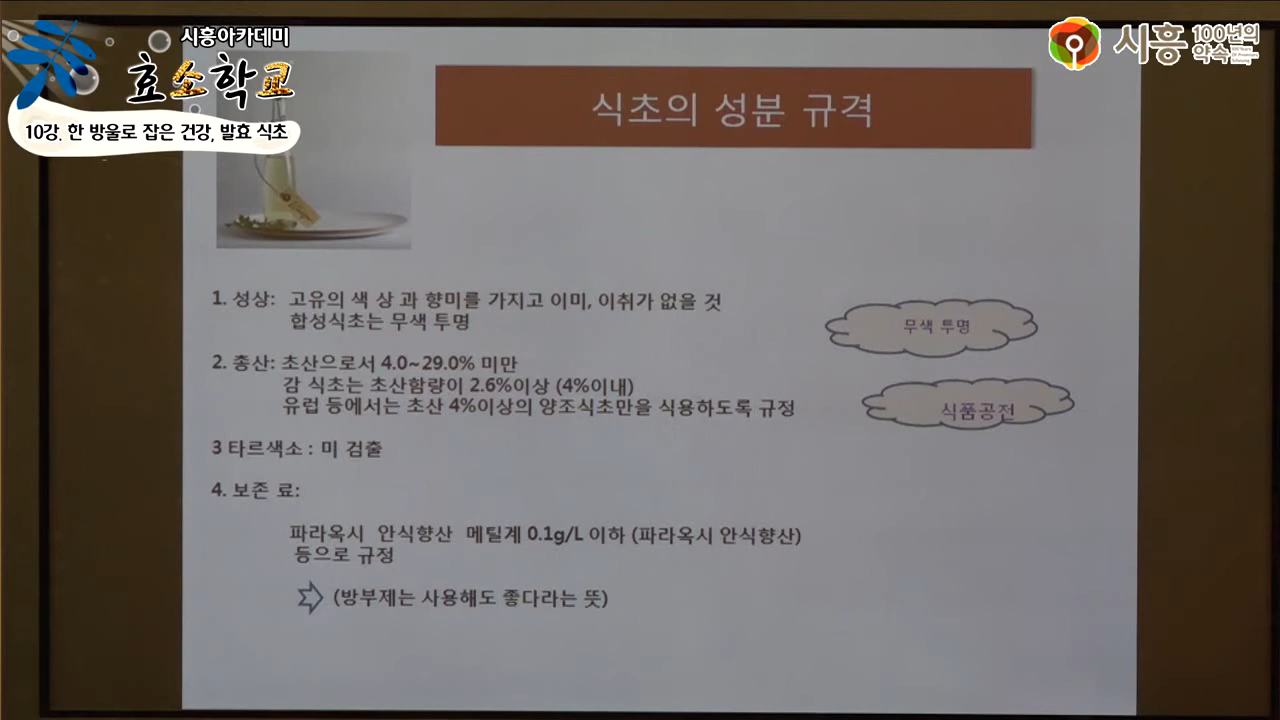 시흥아카데미
효소학교
10강. 한 방울로 잡은 건강, 발효 식초
시흥 100년의 약속
식초의 성분 규격
1. 성상: 고유의 색 상 과 향미를 가지고 이미, 이취가 없을 것
합성식초는 무색 투명
무색 투명
2. 총산: 초산으로서 4.0~29.0% 미만
감 식초는 초산함량이 2.6%이상 (4%이내)
유럽 등에서는 초산 4%이상의 양조식초만을 식용하도록 규정
식품공전
3 타르색소 : 미 검출
4. 보존 료:
파라옥시 안식향산 메틸계 0.1g/L 이하 (파라옥시 안식향산)
등으로 규정
(방부제는 사용해도 좋다라는 뜻)